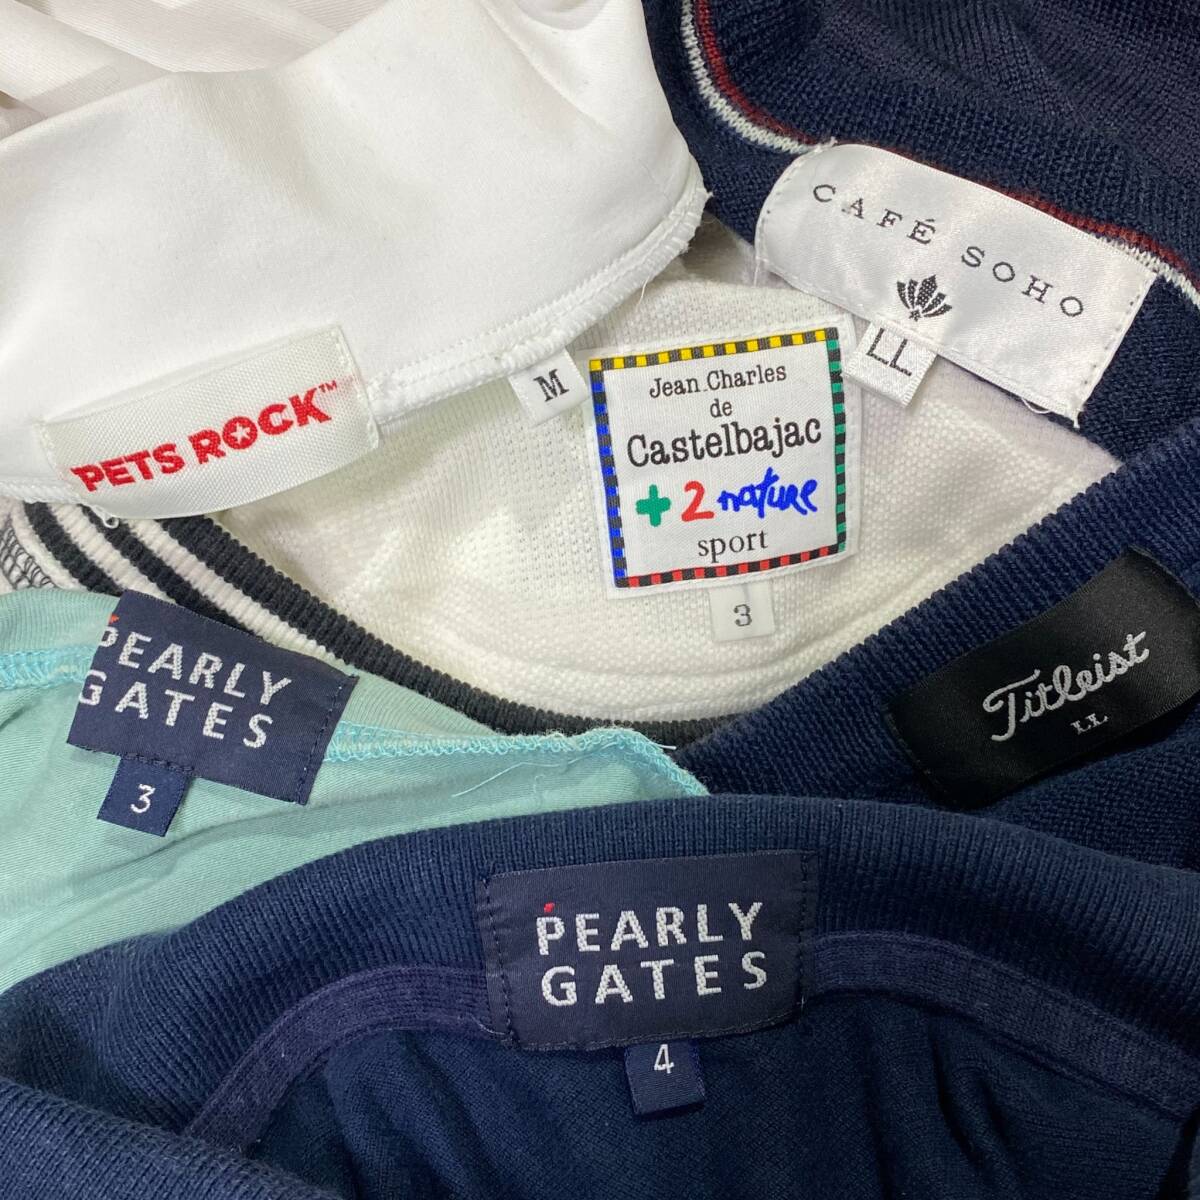 CAFÉ SOHO
LL
PETS ROCK™
M
Jean.Charles
de
Castelbajac
+2 nature
sport
3
PEARLY
GATES
3
Titleist
LL
PEARLY
GATES
4